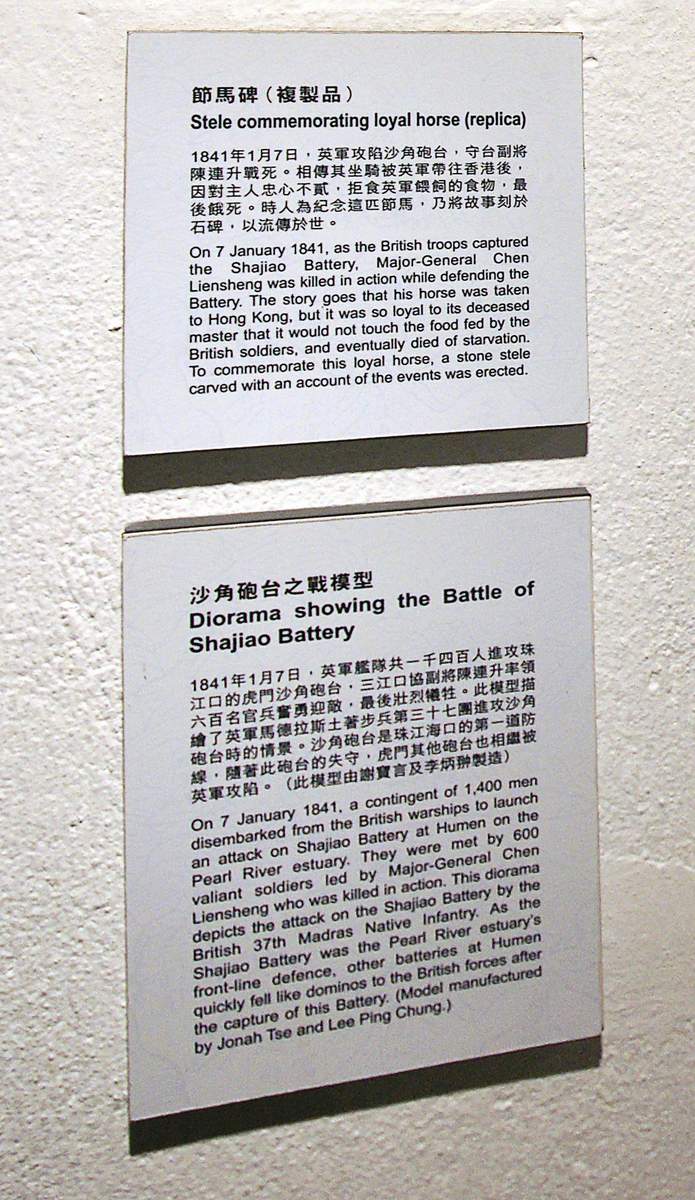 節馬碑（複製品）
Stele commemorating loyal horse (replica)
1841年1月7日，英軍攻陷沙角砲台，守台副將
陳連升戰死。相傳其坐騎被英軍帶往香港後，
因對主人忠心不貳，拒食英軍餵飼的食物，最
後餓死。時人為紀念這匹節馬，乃將故事刻於
石碑，以流傳於世。
On 7 January 1841, as the British troops captured
the Shajiao Battery, Major-General Chen
Liensheng was killed in action while defending the
Battery. The story goes that his horse was taken
to Hong Kong, but it was so loyal to its deceased
master that it would not touch the food fed by the
British soldiers, and eventually died of starvation.
To commemorate this loyal horse, a stone stele
carved with an account of the events was erected.
沙角砲台之戰模型
Diorama showing the Battle of
Shajiao Battery
1841年1月7日，英軍艦隊共一千四百人進攻珠
江口的虎門沙角砲台，三江口協副將陳連升率領
六百名官兵奮勇迎敵，最後壯烈犧牲。此模型描
繪了英軍馬德拉斯土著步兵第三十七團進攻沙角
砲台時的情景。沙角砲台是珠江海口的第一道防
線，隨著此砲台的失守，虎門其他砲台也相繼被
英軍攻陷。（此模型由謝寶言及李炳翀製造）
On 7 January 1841, a contingent of 1,400 men
disembarked from the British warships to launch
an attack on Shajiao Battery at Humen on the
Pearl River estuary. They were met by 600
valiant soldiers led by Major-General Chen
Liensheng who was killed in action. This diorama
depicts the attack on the Shajiao Battery by the
British 37th Madras Native Infantry. As the
Shajiao Battery was the Pearl River estuary's
front-line defence, other batteries at Humen
quickly fell like dominos to the British forces after
the capture of this Battery. (Model manufactured
by Jonah Tse and Lee Ping Chung.)